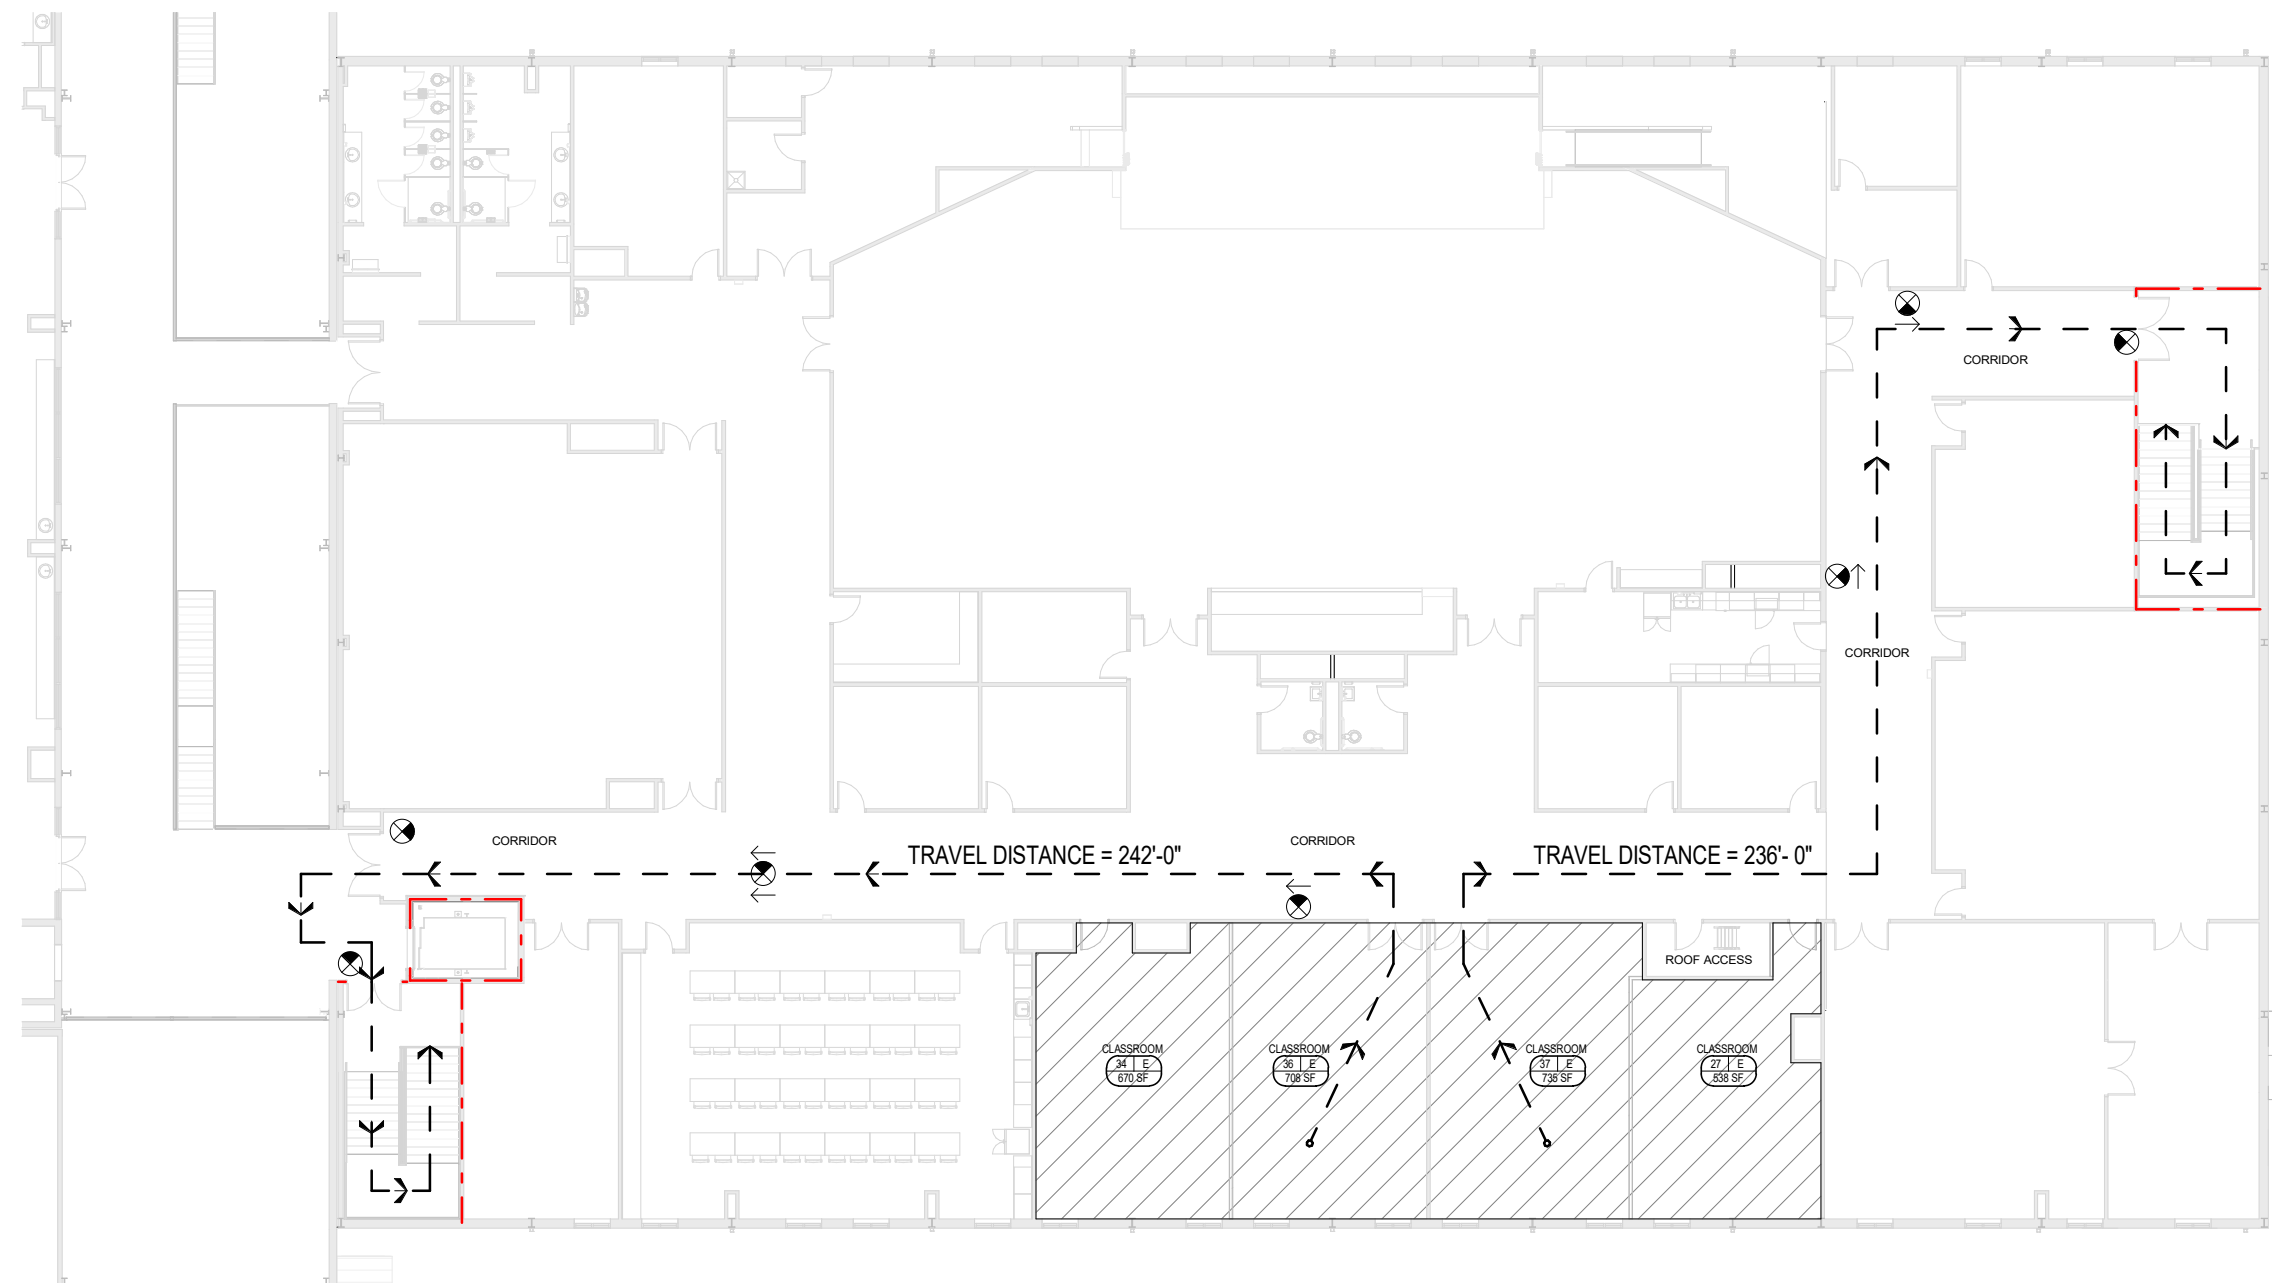 CORRIDOR
CORRIDOR
CORRIDOR
CORRIDOR
TRAVEL DISTANCE = 242'-0"
TRAVEL DISTANCE = 236'- 0"
ROOF ACCESS
CLASSROOM
34 E
670 SF
CLASSROOM
36 E
708 SF
CLASSROOM
37 E
735 SF
CLASSROOM
27 E
538 SF